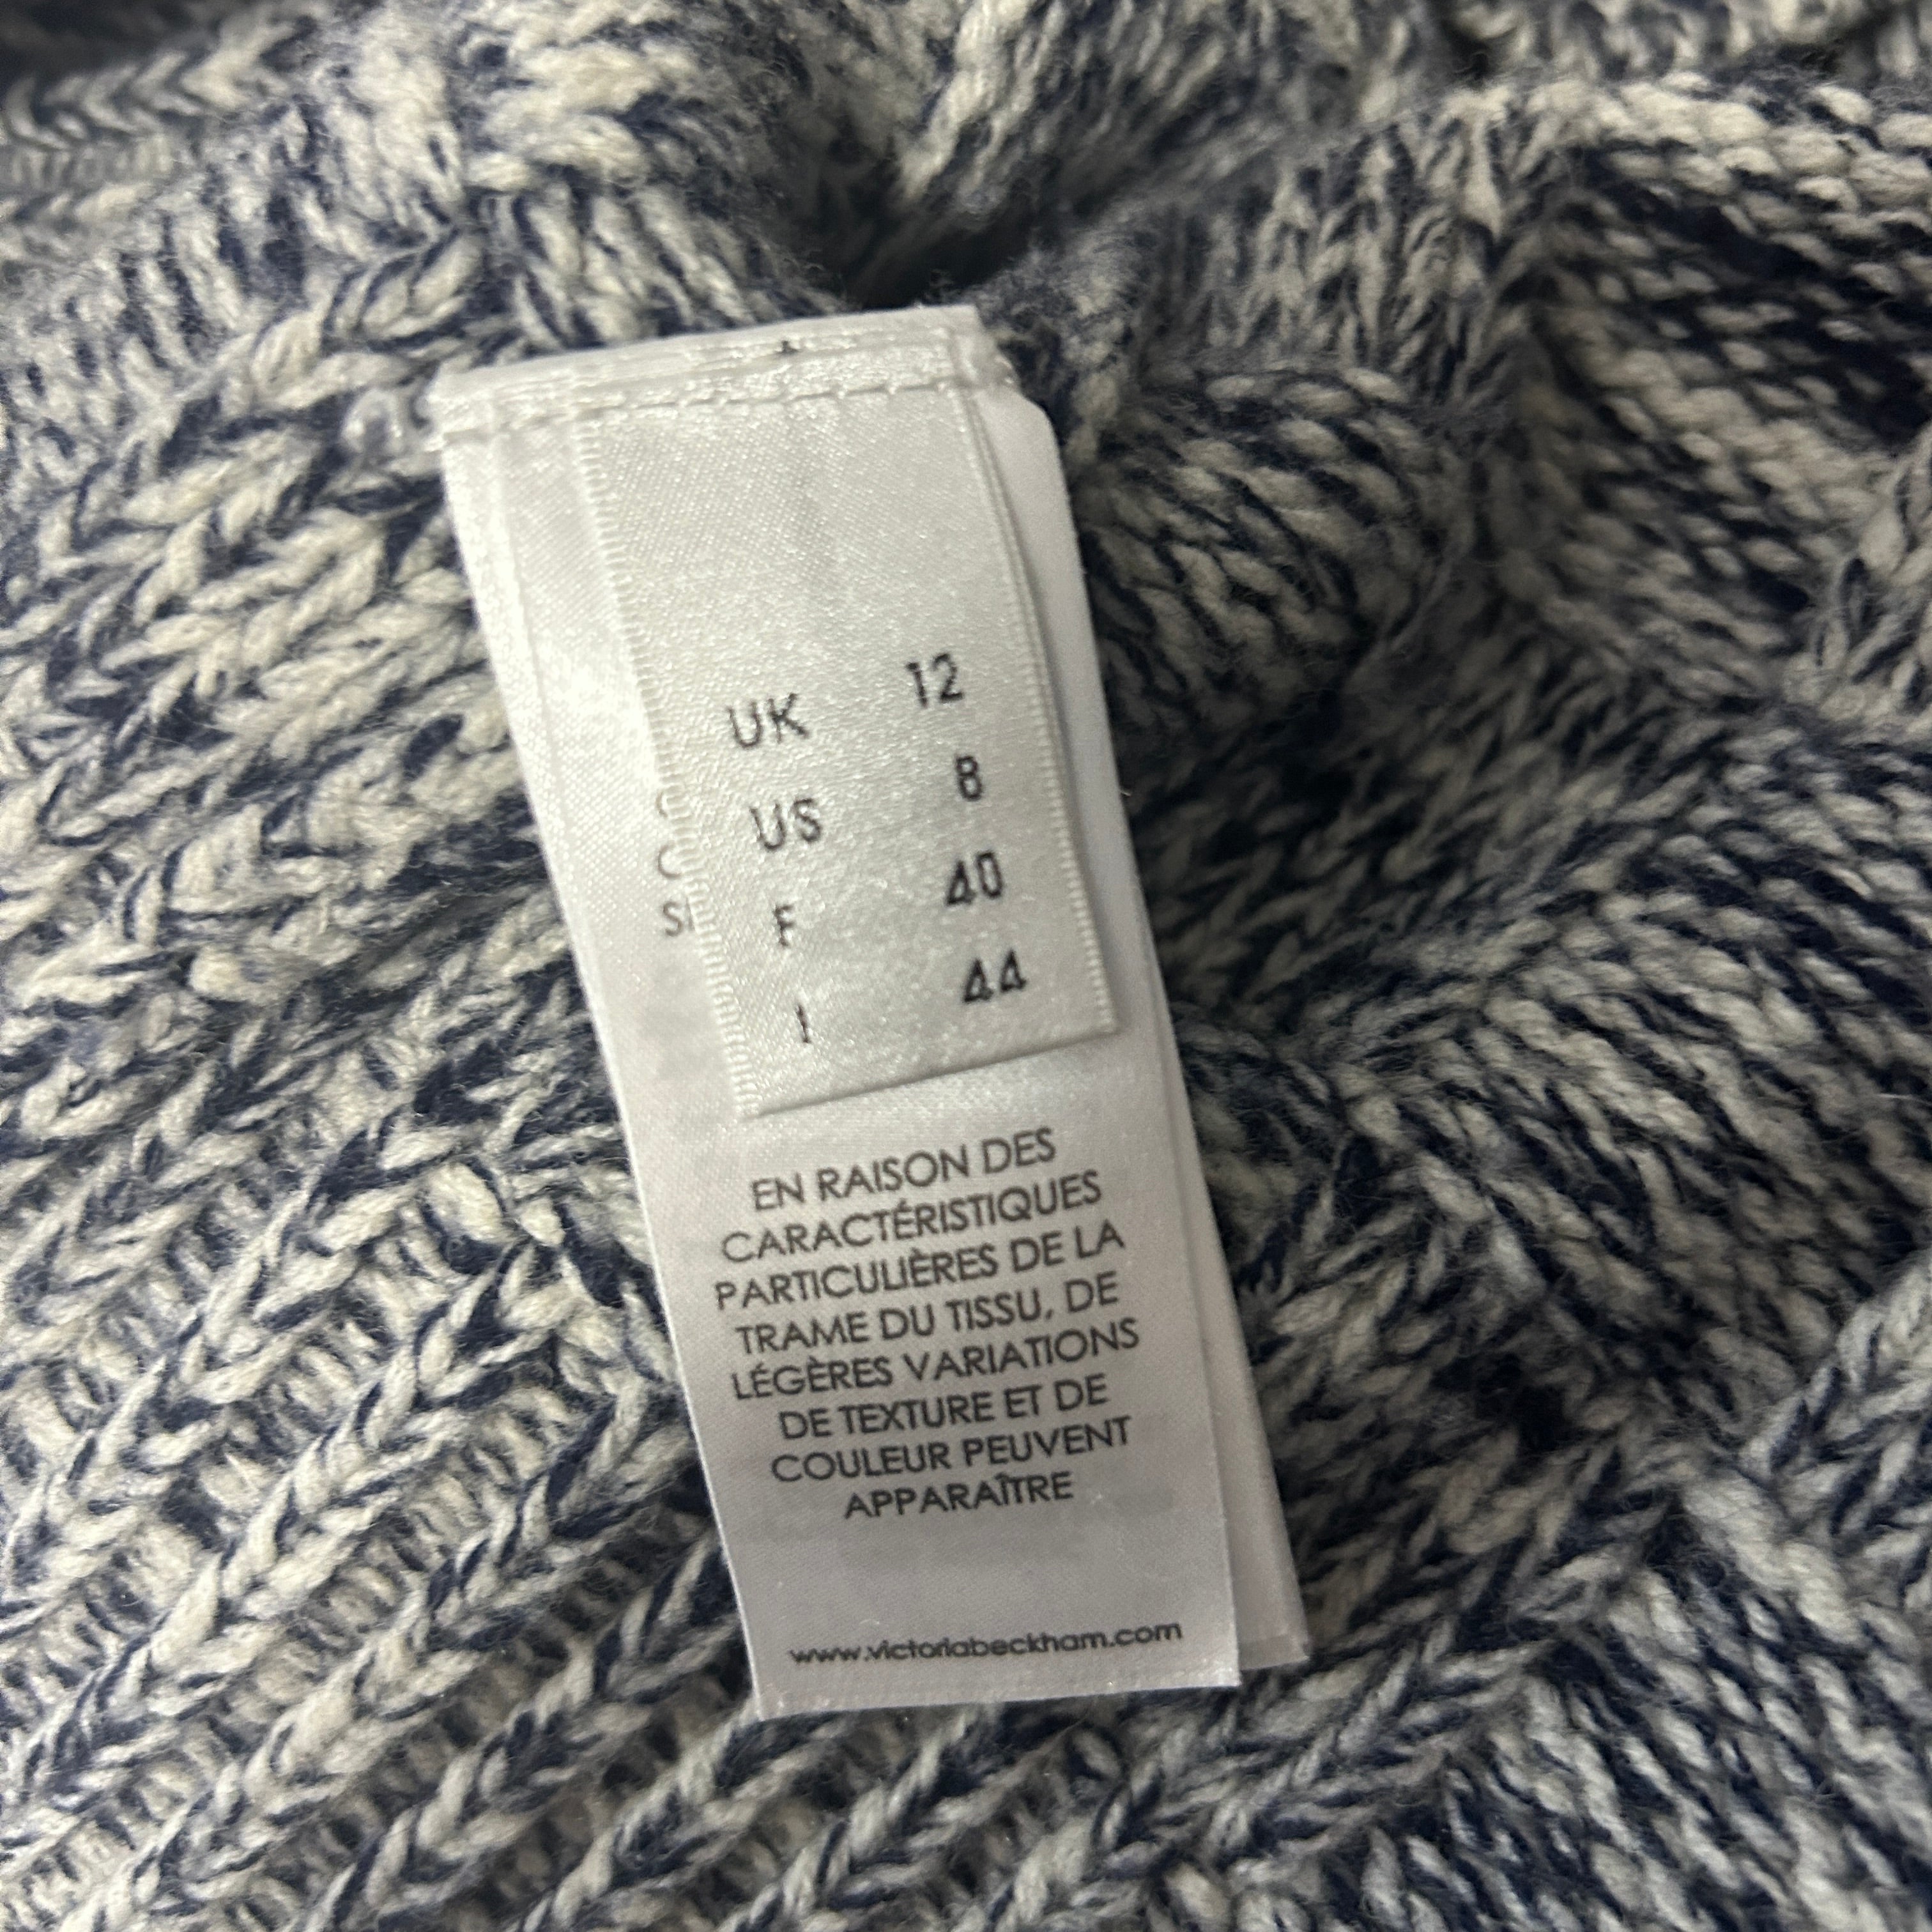 UK 12
US 8
F 40
I 44
EN RAISON DES
CARACTÉRISTIQUES
PARTICULIÈRES DE LA
TRAME DU TISSU, DE
LÉGÈRES VARIATIONS
DE TEXTURE ET DE
COULEUR PEUVENT
APPARAÎTRE
www.victoriabeckham.com